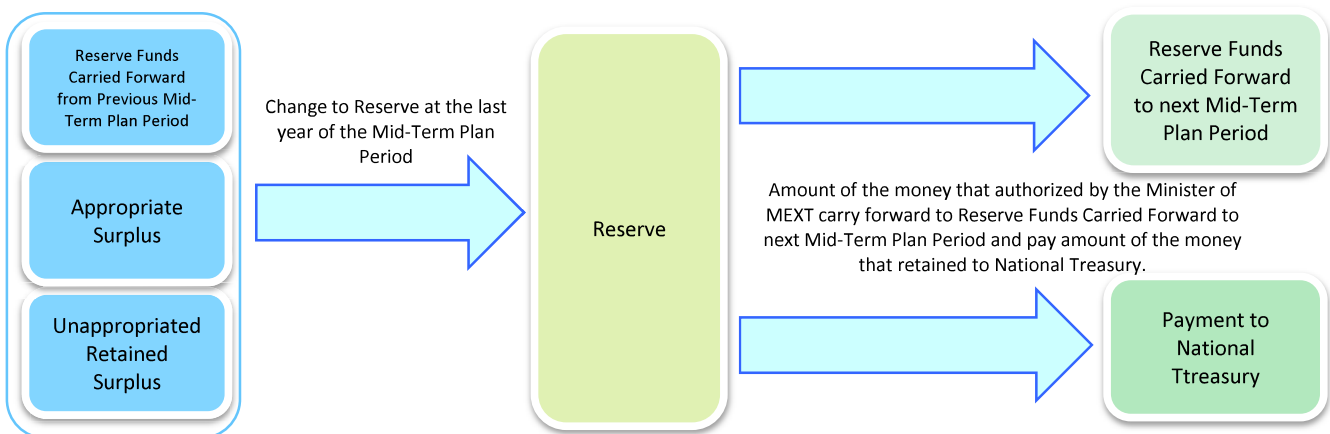 Reserve Funds
Carried Forward
from Previous Mid-
Term Plan Period
Appropriate
Surplus
Unappropriated
Retained
Surplus
Change to Reserve at the last
year of the Mid-Term Plan
Period
Reserve
Reserve Funds
Carried Forward
to next Mid-Term
Plan Period
Amount of the money that authorized by the Minister of
MEXT carry forward to Reserve Funds Carried Forward to
next Mid-Term Plan Period and pay amount of the money
that retained to National Treasury.
Payment to
National
Ttreasury